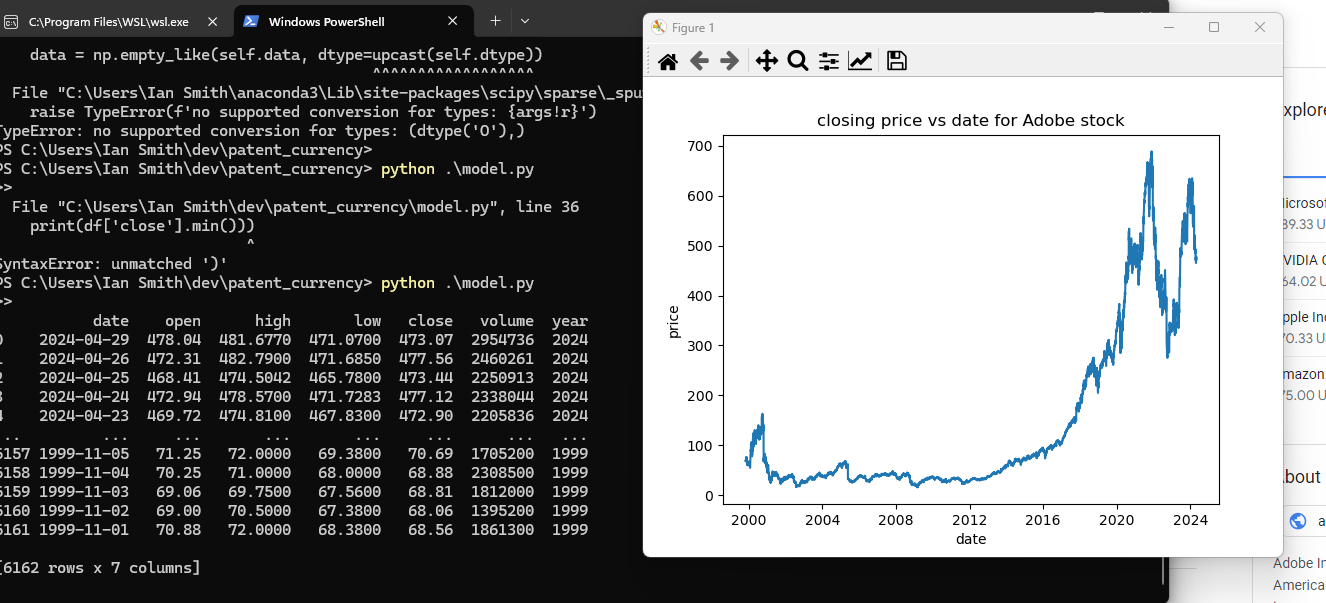 C:\Program Files\WSL\wsl.exe
Windows PowerShell
data = np.empty_like(self.data, dtype=upcast(self.dtype))
^^^^^^^^^^^^^^^^^^
File "C:\Users\Ian Smith\anaconda3\Lib\site-packages\scipy\sparse\_spu
raise TypeError(f'no supported conversion for types: {args!r}')
TypeError: no supported conversion for types: (dtype('O'),)
PS C:\Users\Ian Smith\dev\patent_currency>
PS C:\Users\Ian Smith\dev\patent_currency> python .\model.py
>>
File "C:\Users\Ian Smith\dev\patent_currency\model.py", line 36
print(df['close'].min()))
^
SyntaxError: unmatched ')'
PS C:\Users\Ian Smith\dev\patent_currency> python .\model.py
>>
date open high low close volume year
0 2024-04-29 478.04 481.6770 471.0700 473.07 2954736 2024
1 2024-04-26 472.31 482.7900 471.6850 477.56 2460261 2024
2 2024-04-25 468.41 474.5042 465.7800 473.44 2250913 2024
3 2024-04-24 472.94 478.5700 471.7283 477.12 2338044 2024
4 2024-04-23 469.72 474.8100 467.8300 472.90 2205836 2024
... ... ... ... ... ... ... ...
6157 1999-11-05 71.25 72.0000 69.3800 70.69 1705200 1999
6158 1999-11-04 70.25 71.0000 68.0000 68.88 2308500 1999
6159 1999-11-03 69.06 69.7500 67.5600 68.81 1812000 1999
6160 1999-11-02 69.00 70.5000 67.3800 68.06 1395200 1999
6161 1999-11-01 70.88 72.0000 68.3800 68.56 1861300 1999
[6162 rows x 7 columns]
Figure 1
closing price vs date for Adobe stock
700
600
500
400
300
200
100
0
price
2000 2004 2008 2012 2016 2020 2024
date
xplore
icrosof
89.33 U
VIDIA C
64.02 U
pple Inc
70.33 U
mazon.
75.00 U
bout
a
Adobe In
America